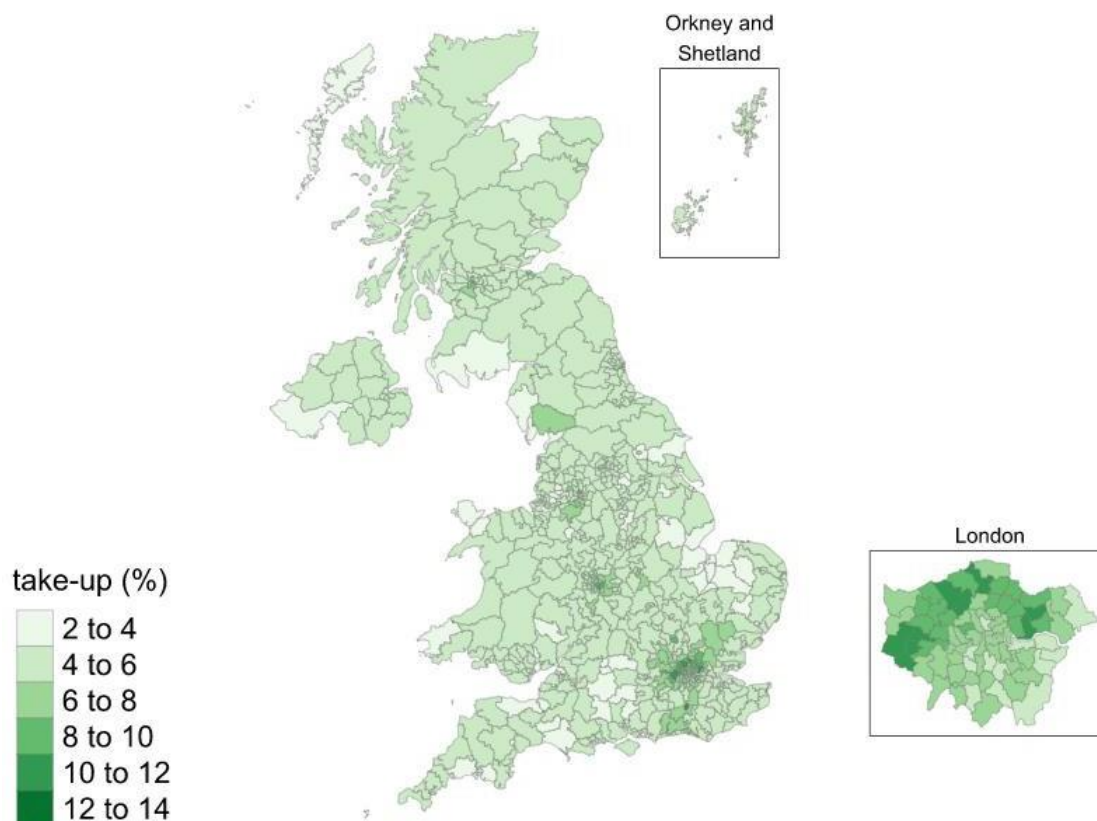 Orkney and
Shetland
London
take-up (%)
2 to 4
4 to 6
6 to 8
8 to 10
10 to 12
12 to 14